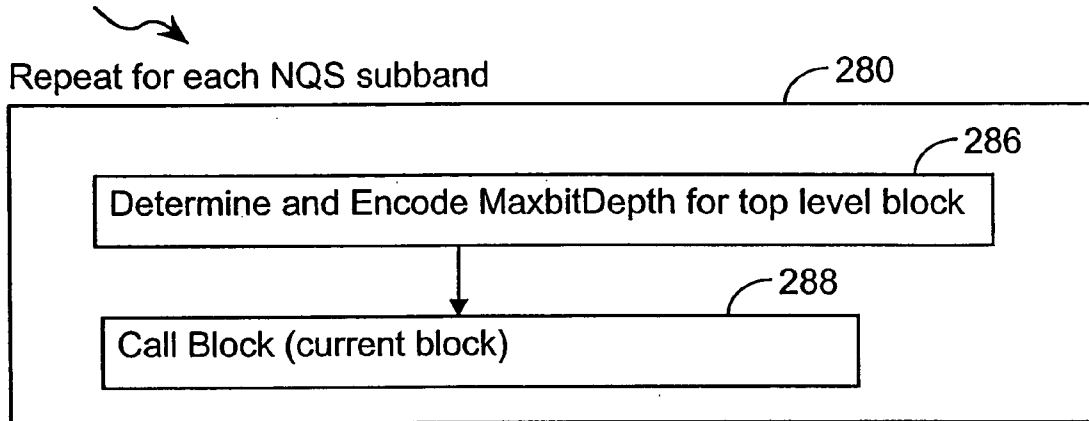 Repeat for each NQS subband
280
286
Determine and Encode MaxbitDepth for top level block
288
Call Block (current block)